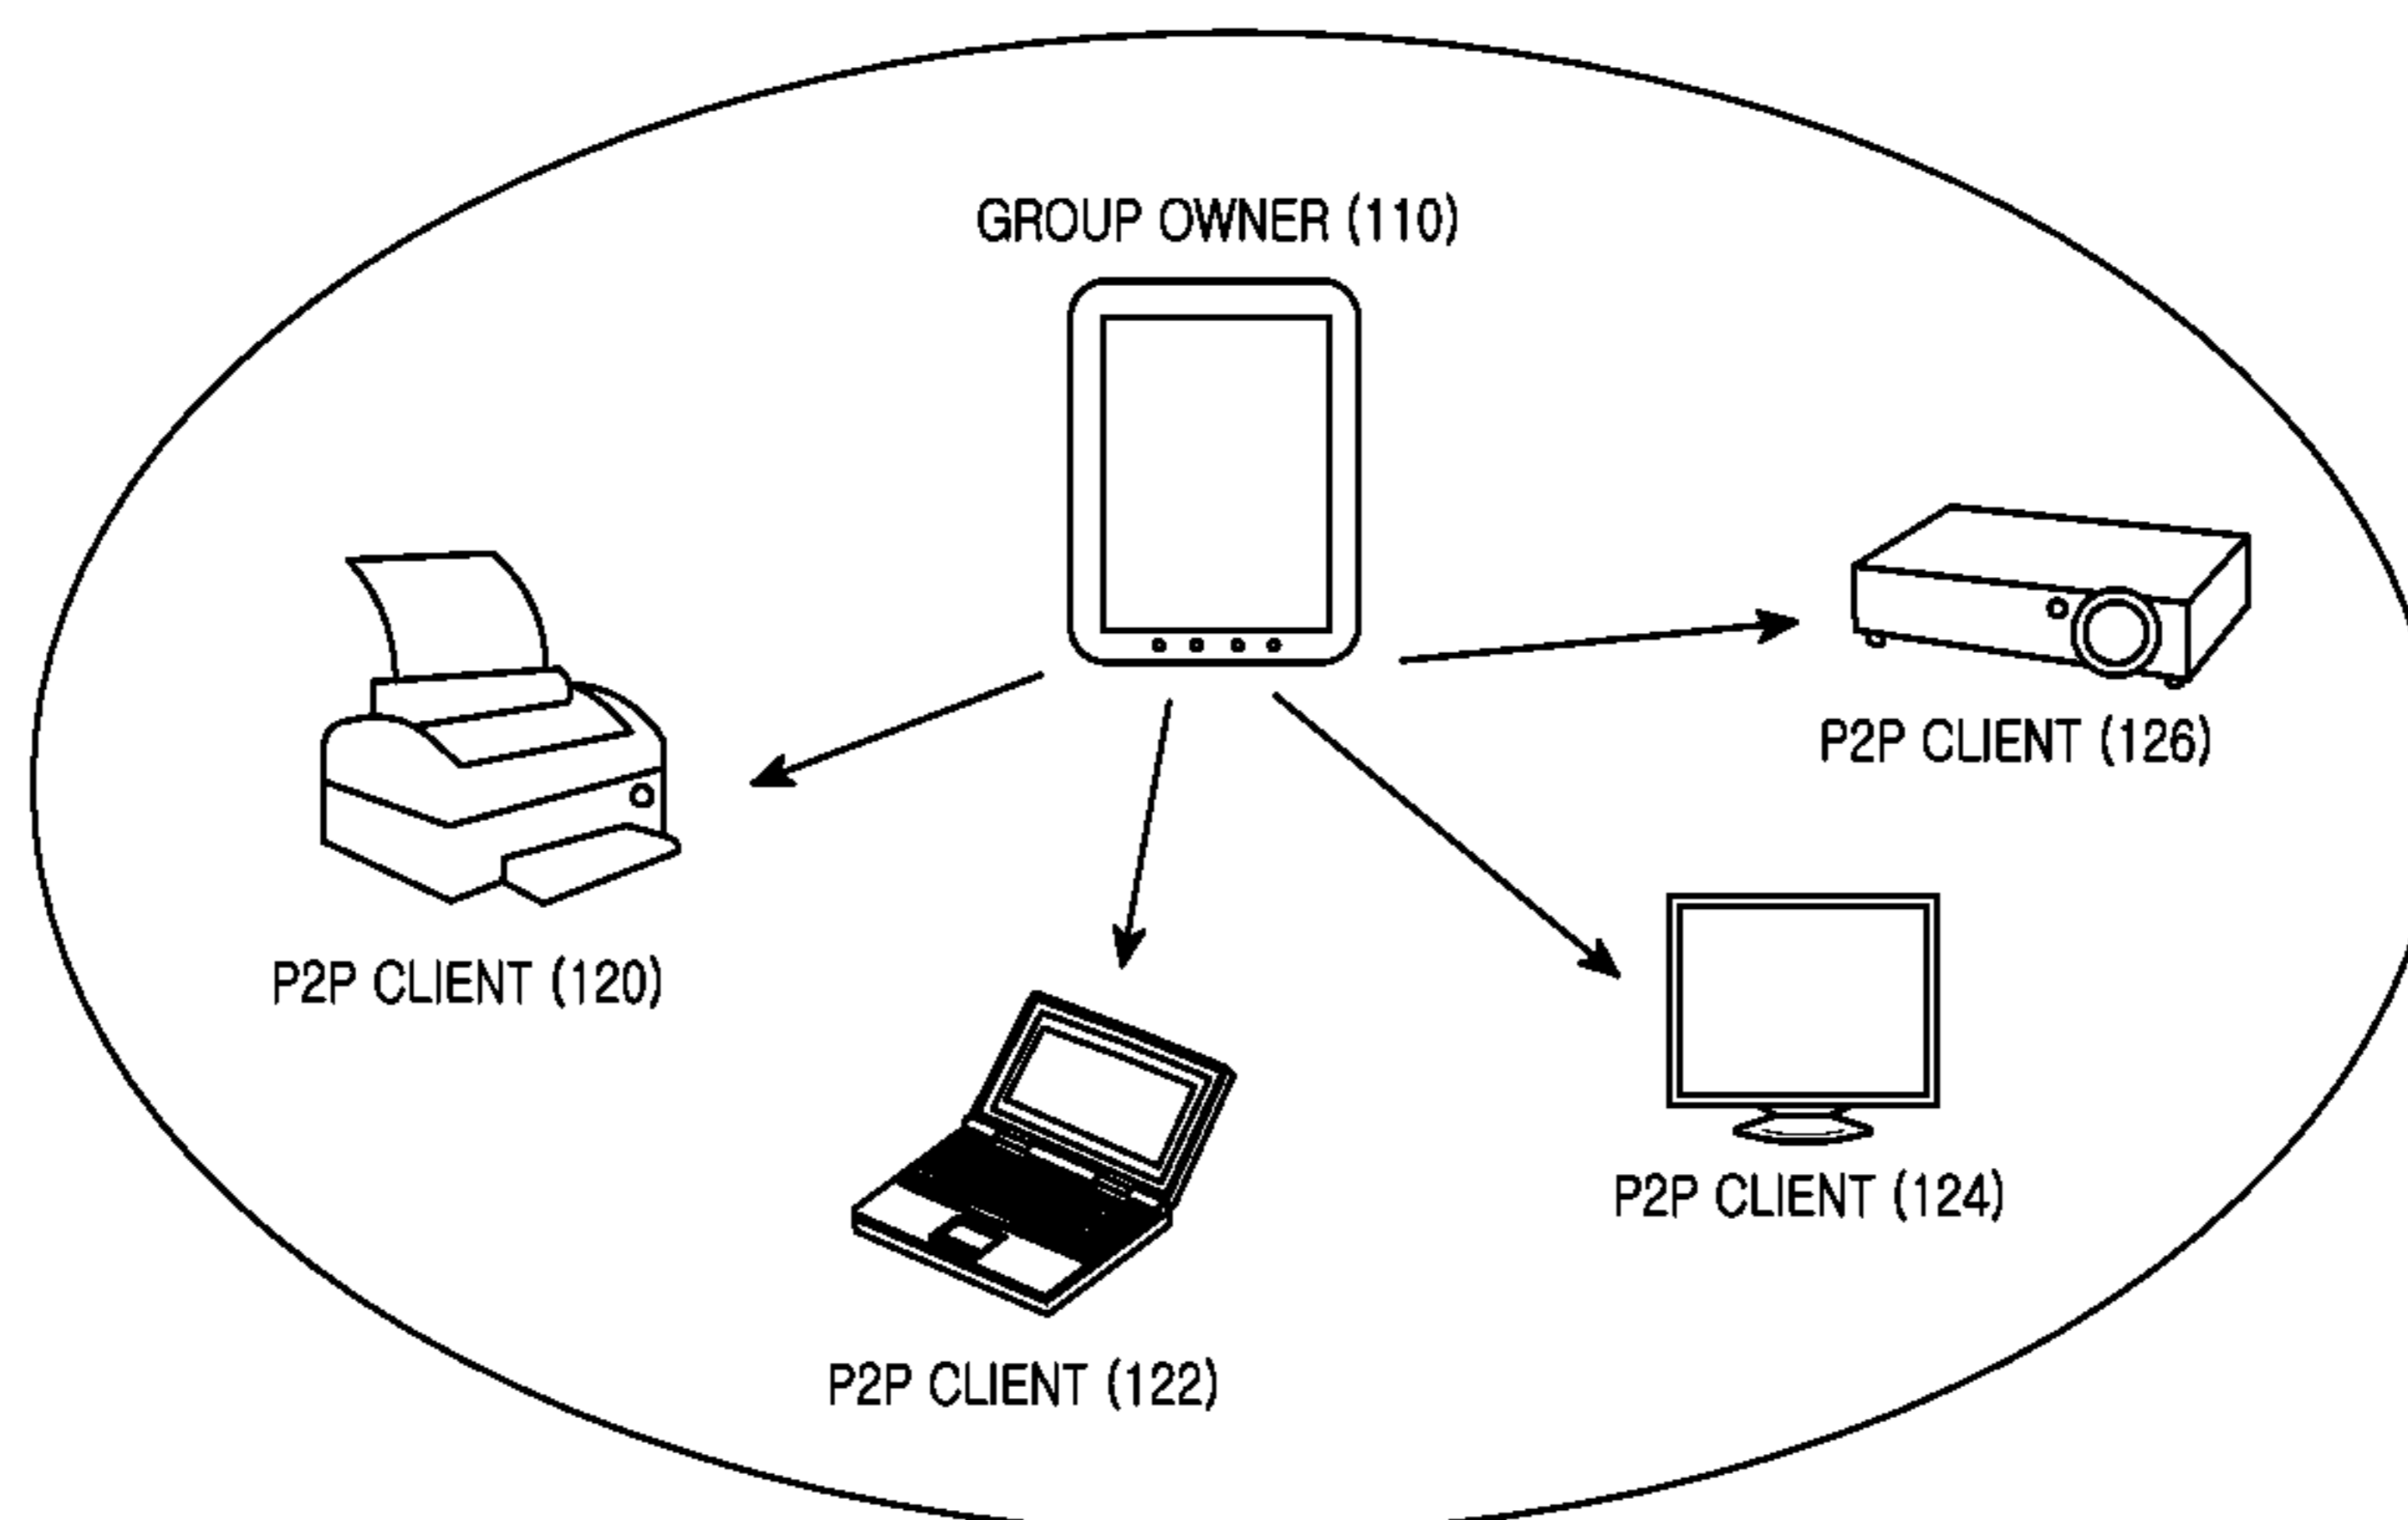 GROUP OWNER (110)
P2P CLIENT (126)
P2P CLIENT (120)
P2P CLIENT (124)
P2P CLIENT (122)